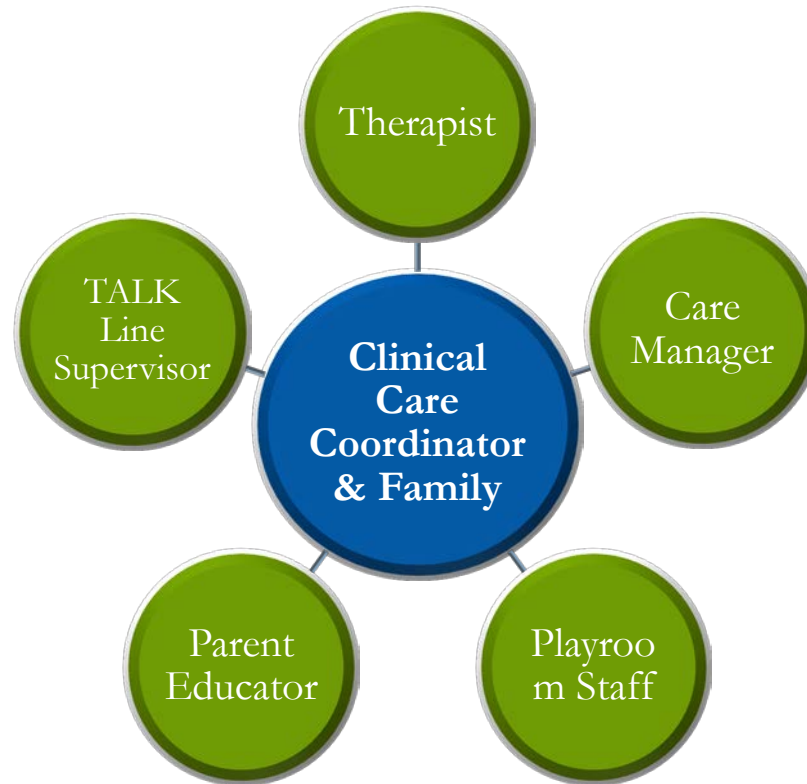 Therapist
TALK
Line
Supervisor
Care
Manager
Clinical
Care
Coordinator
& Family
Parent
Educator
Playroo
m Staff